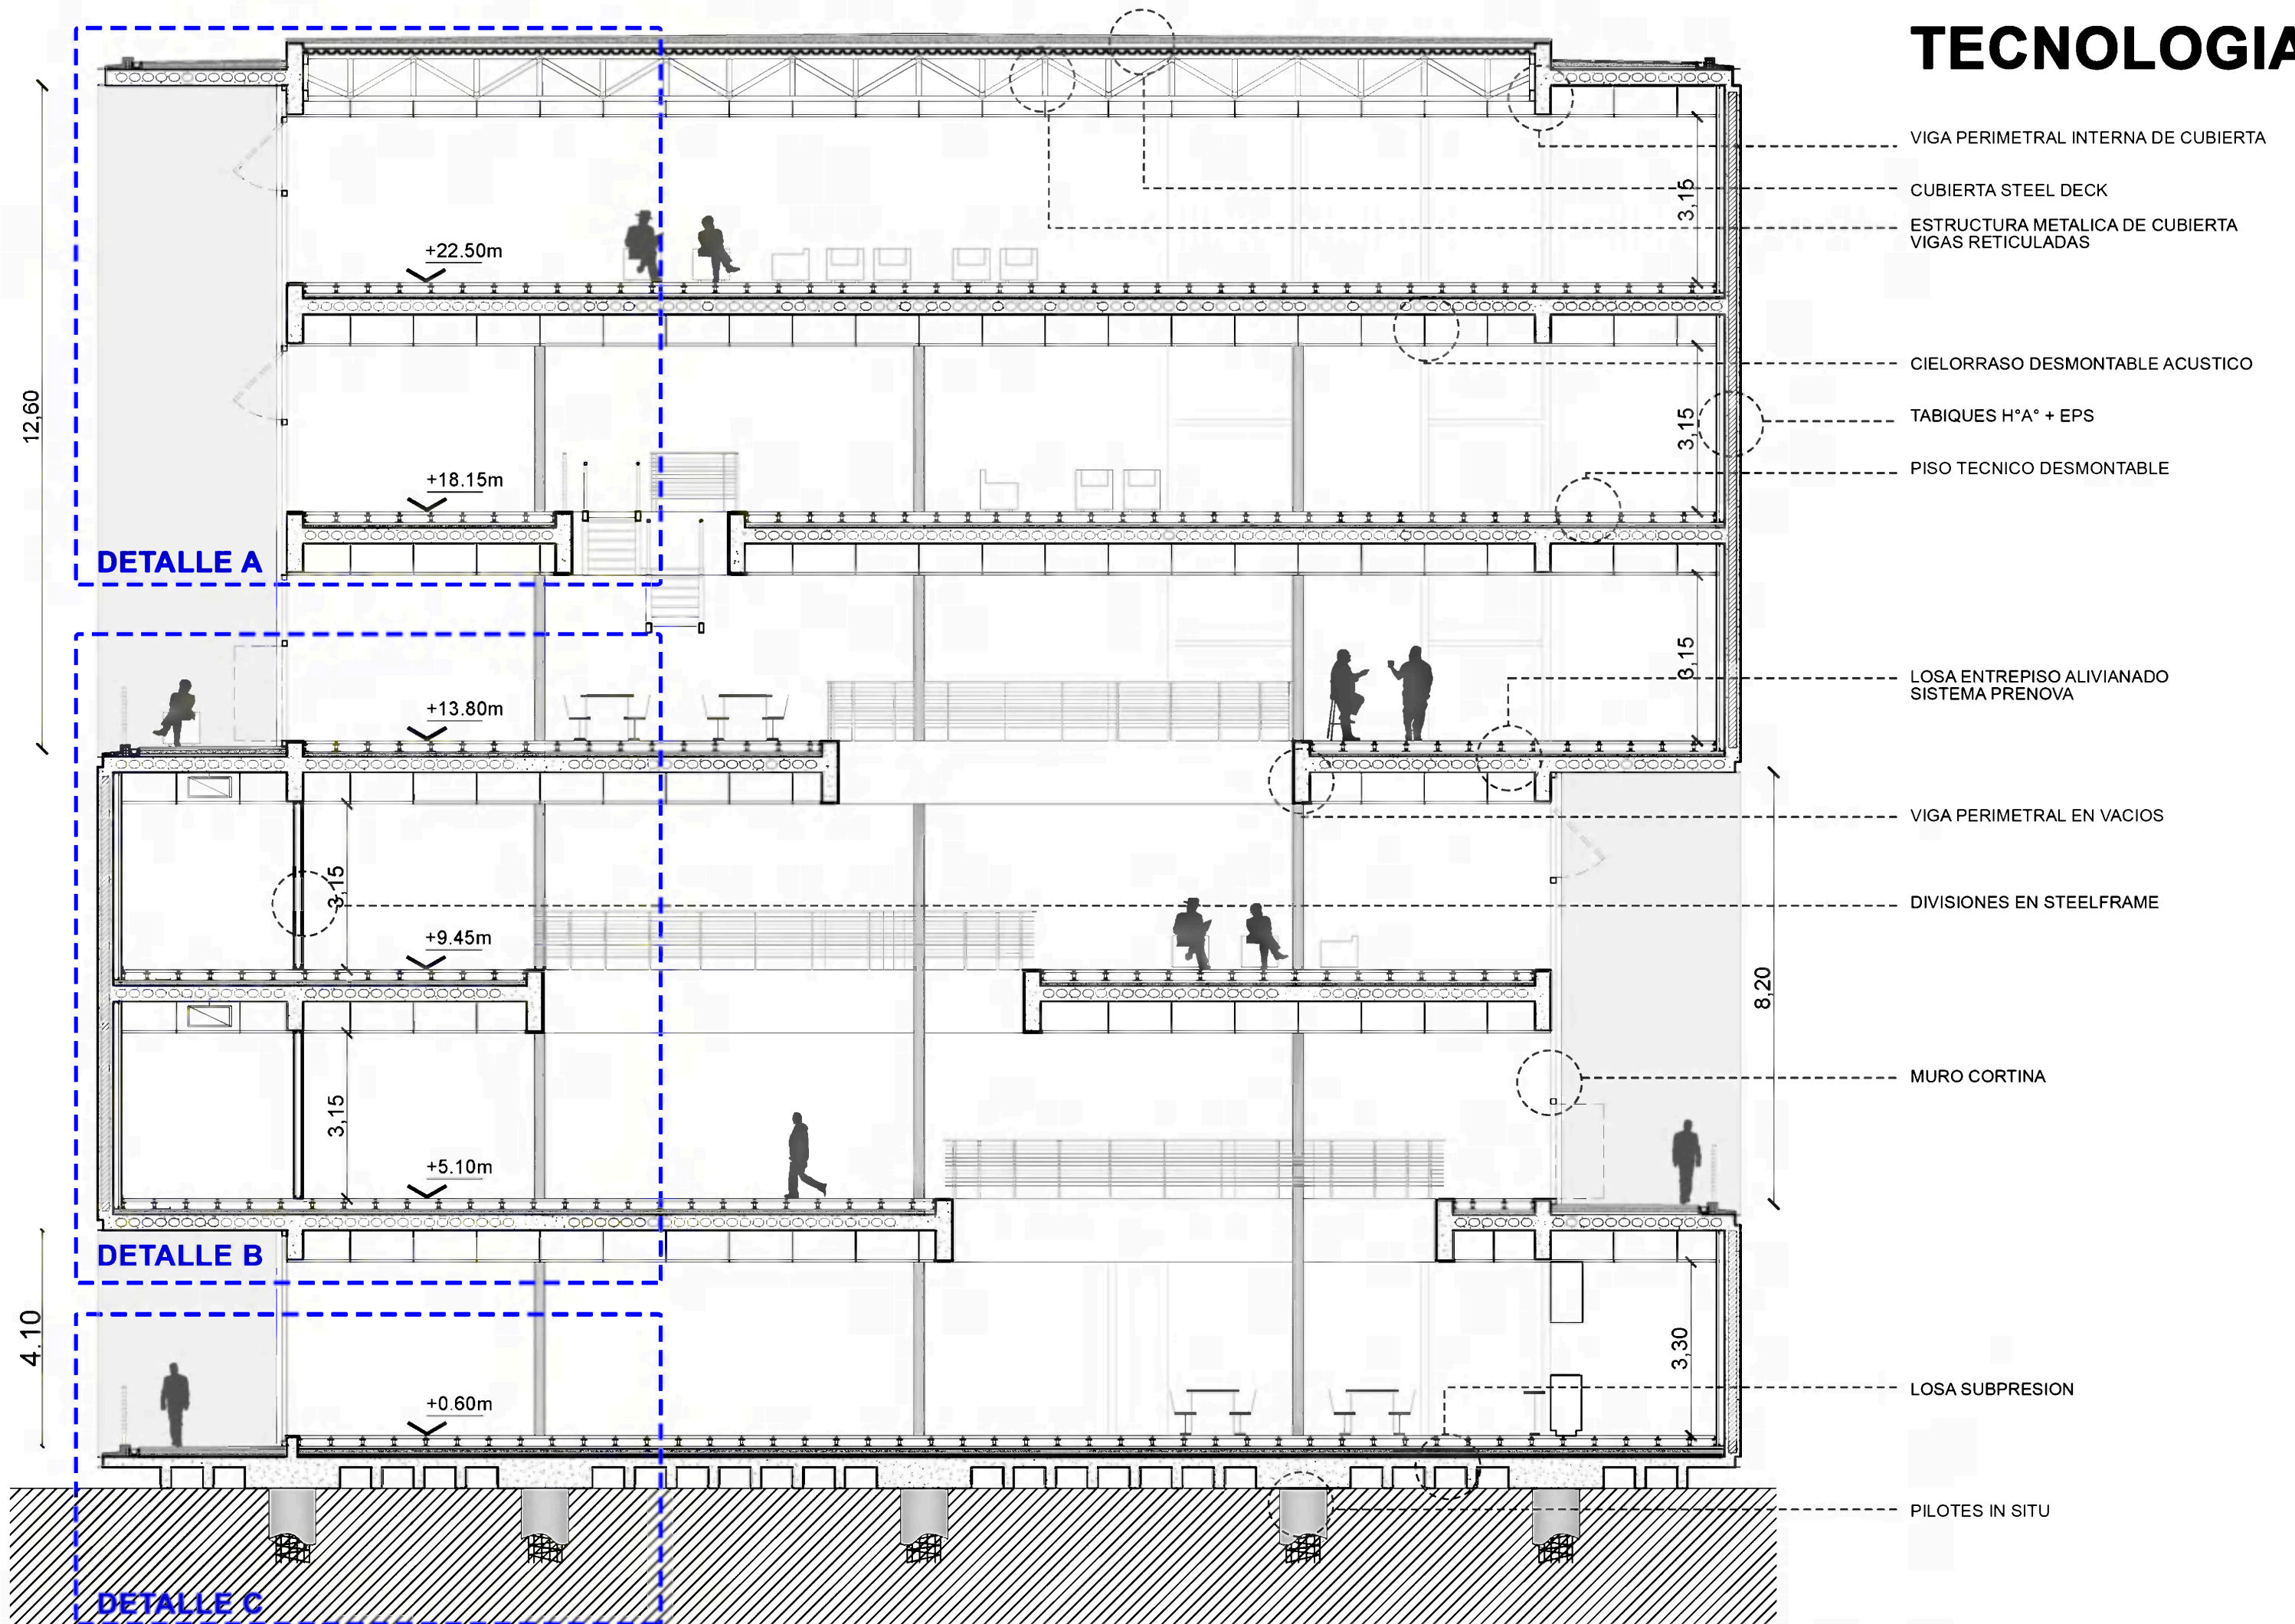 TECNOLOGIA
VIGA PERIMETRAL INTERNA DE CUBIERTA
CUBIERTA STEEL DECK
ESTRUCTURA METALICA DE CUBIERTA
VIGAS RETICULADAS
CIELORRASO DESMONTABLE ACUSTICO
TABIQUES H°A° + EPS
PISO TECNICO DESMONTABLE
LOSA ENTREPISO ALIVIANADO
SISTEMA PRENOVA
VIGA PERIMETRAL EN VACIOS
DIVISIONES EN STEELFRAME
MURO CORTINA
LOSA SUBPRESION
PILOTES IN SITU
3,15
+22.50m
12,60
3,15
+18.15m
DETALLE A
3,15
+13.80m
3,15
+9.45m
8,20
3,15
+5.10m
DETALLE B
4.10
3,30
+0.60m
DETALLE C